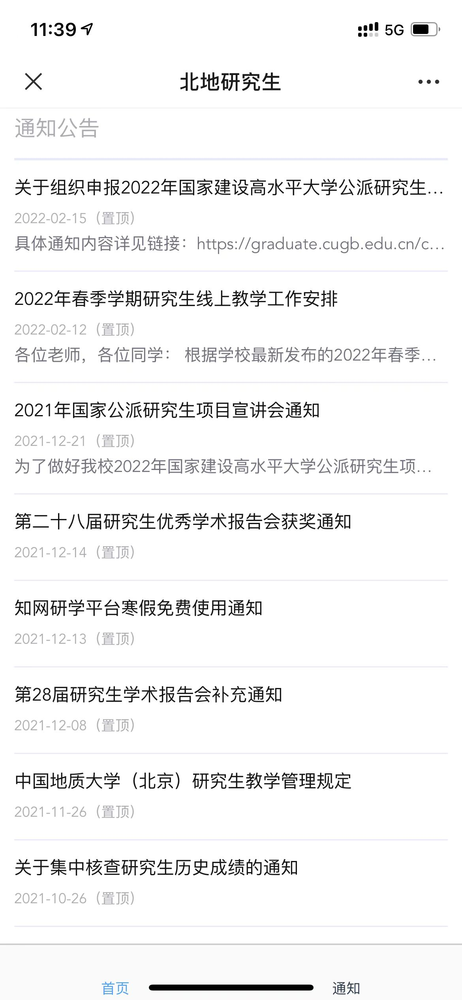 11:39
5G
北地研究生
通知公告
关于组织申报2022年国家建设高水平大学公派研究生...
2022-02-15（置顶）
具体通知内容详见链接：https://graduate.cugb.edu.cn/c...
2022年春季学期研究生线上教学工作安排
2022-02-12（置顶）
各位老师，各位同学： 根据学校最新发布的2022年春季...
2021年国家公派研究生项目宣讲会通知
2021-12-21（置顶）
为了做好我校2022年国家建设高水平大学公派研究生项...
第二十八届研究生优秀学术报告会获奖通知
2021-12-14（置顶）
知网研学平台寒假免费使用通知
2021-12-13（置顶）
第28届研究生学术报告会补充通知
2021-12-08（置顶）
中国地质大学（北京）研究生教学管理规定
2021-11-26（置顶）
关于集中核查研究生历史成绩的通知
2021-10-26（置顶）
首页
通知